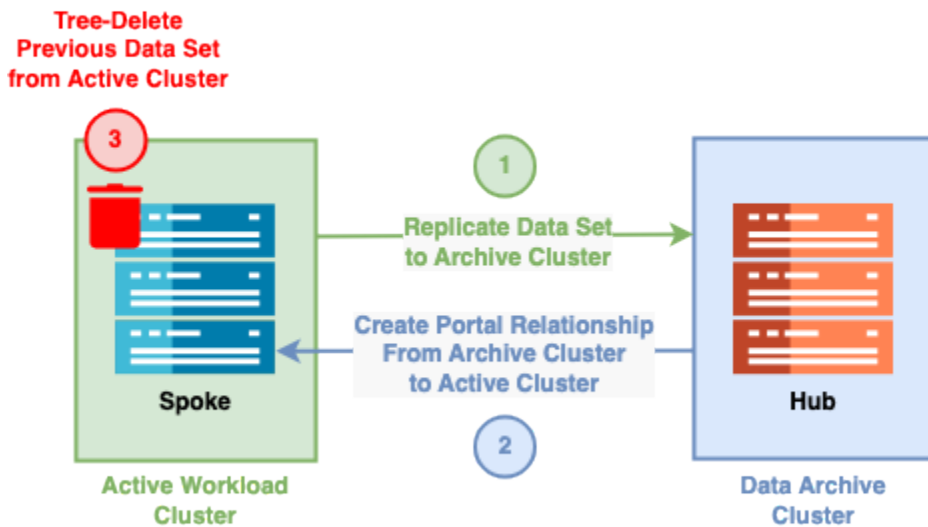 Tree-Delete
Previous Data Set
from Active Cluster
3
1
Replicate Data Set
to Archive Cluster
Create Portal Relationship
From Archive Cluster
to Active Cluster
2
Spoke
Hub
Active Workload
Cluster
Data Archive
Cluster